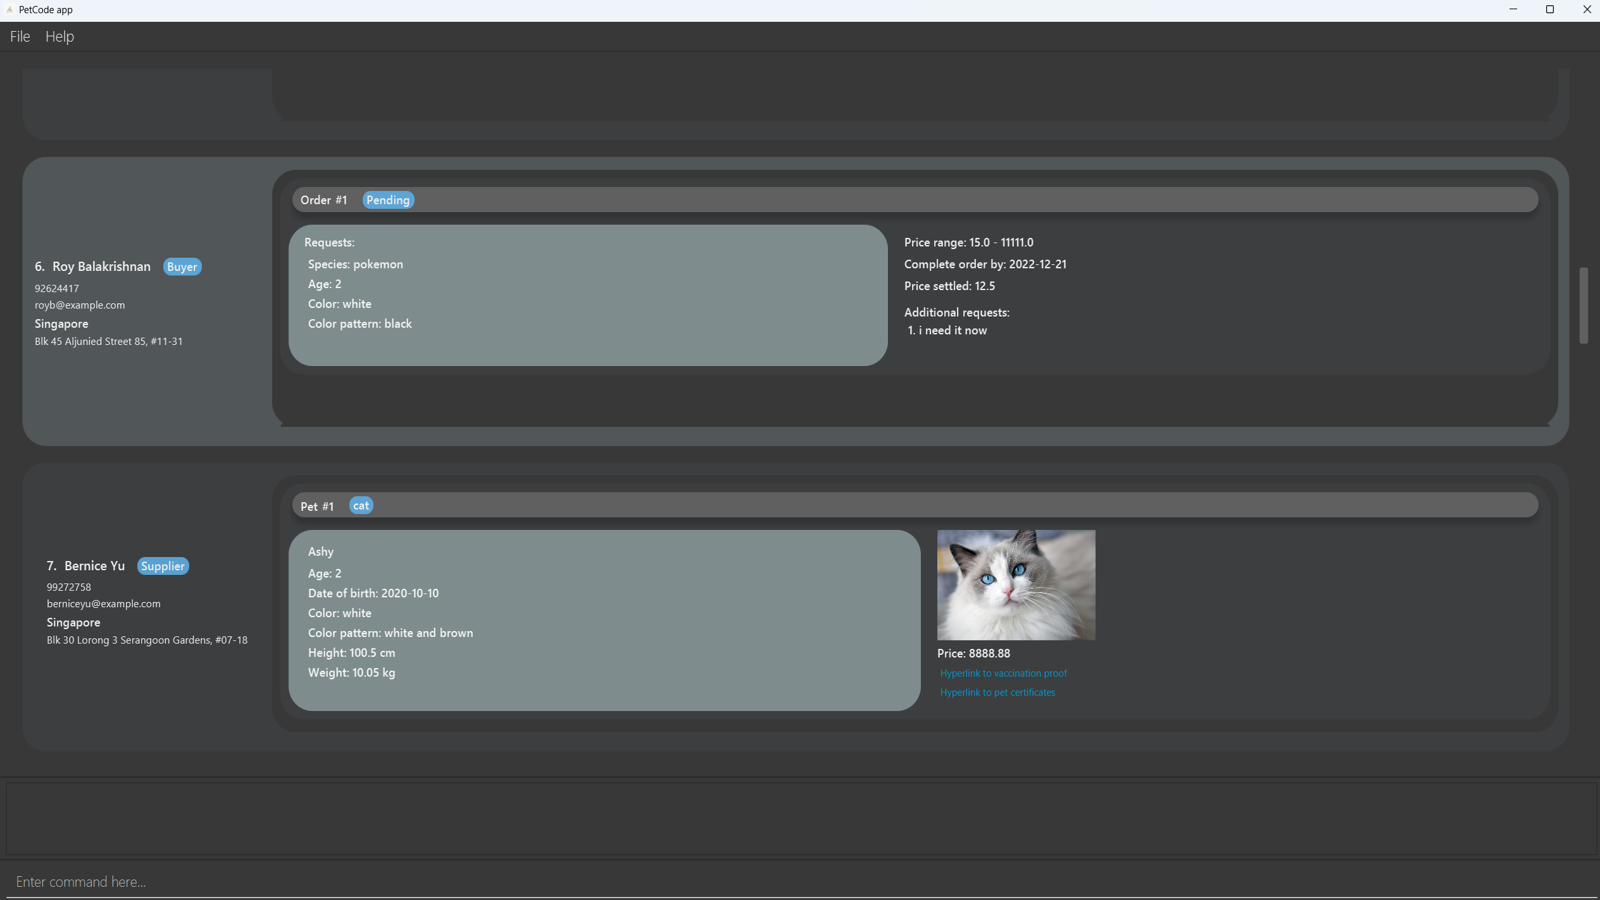 PetCode app
File Help
Order #1 Pending
Requests:
Species: pokemon
Age: 2
Color: white
Color pattern: black
Price range: 15.0 - 11111.0
Complete order by: 2022-12-21
Price settled: 12.5
Additional requests:
1. i need it now
6. Roy Balakrishnan Buyer
92624417
royb@example.com
Singapore
Blk 45 Aljunied Street 85, #11-31
Pet #1 cat
Ashy
Age: 2
Date of birth: 2020-10-10
Color: white
Color pattern: white and brown
Height: 100.5 cm
Weight: 10.05 kg
Price: 8888.88
Hyperlink to vaccination proof
Hyperlink to pet certificates
7. Bernice Yu Supplier
99272758
berniceyu@example.com
Singapore
Blk 30 Lorong 3 Serangoon Gardens, #07-18
Enter command here...